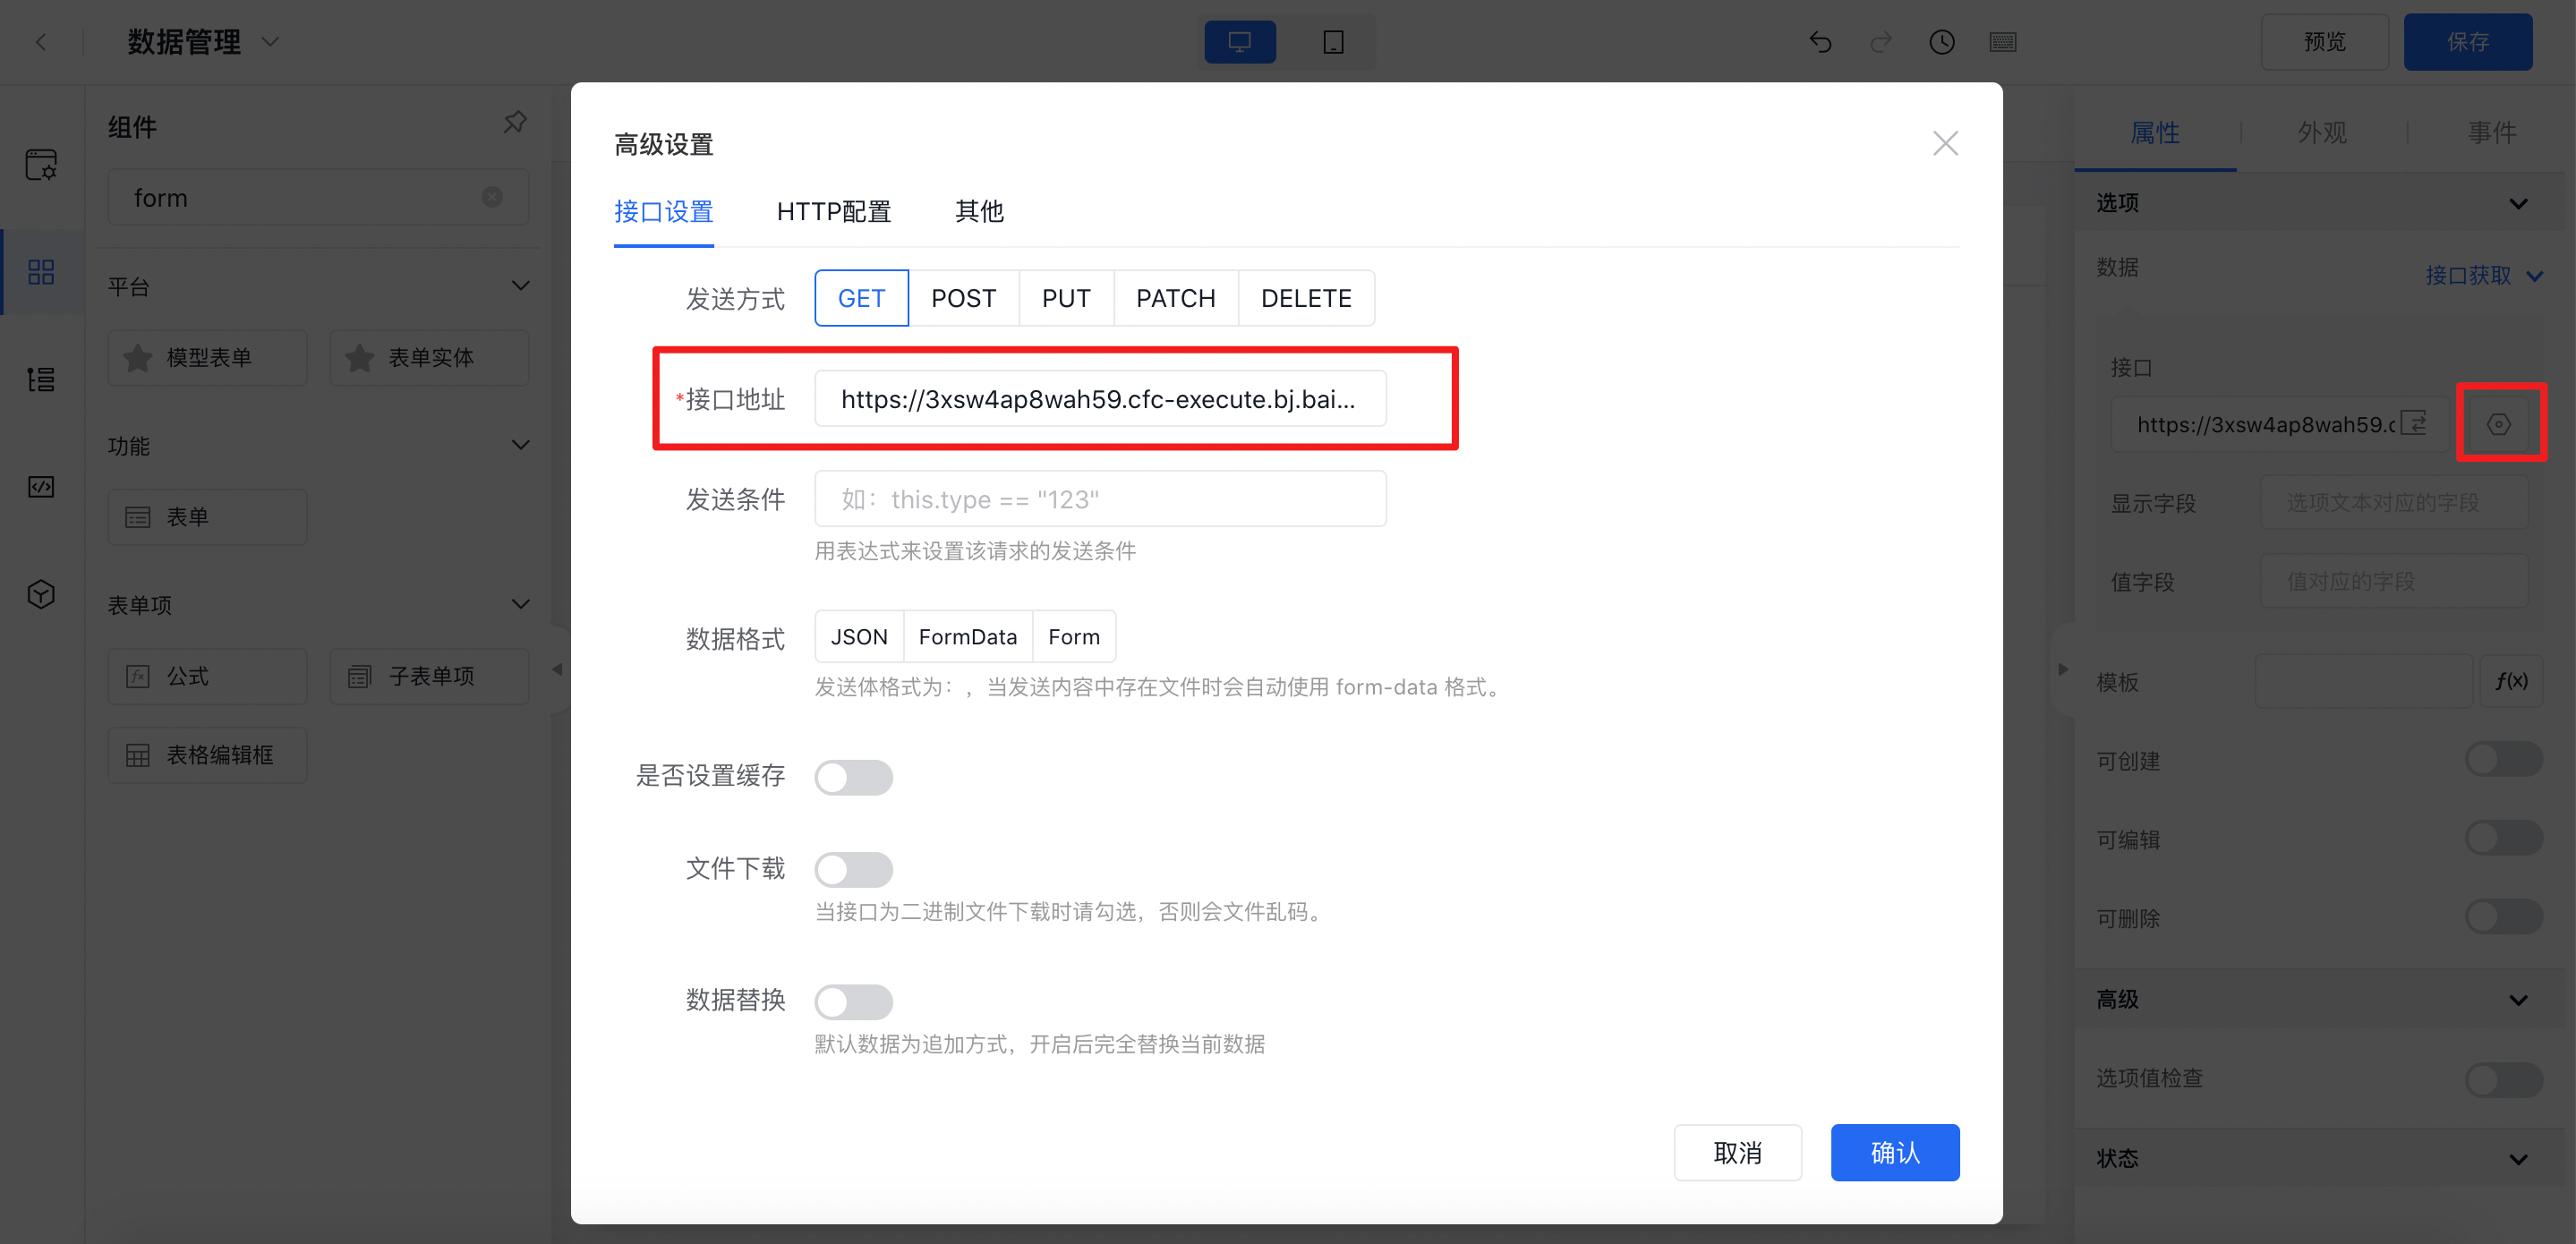 数据管理
预览
保存
组件
form
平台
模型表单
表单实体
功能
表单
表单项
公式
子表单项
表格编辑框
高级设置
接口设置
HTTP配置
其他
发送方式
GET
POST
PUT
PATCH
DELETE
*接口地址
https://3xsw4ap8wah59.cfc-execute.bj.bai...
发送条件
如：this.type == "123"
用表达式来设置该请求的发送条件
数据格式
JSON
FormData
Form
发送体格式为：，当发送内容中存在文件时会自动使用 form-data 格式。
是否设置缓存
文件下载
当接口为二进制文件下载时请勾选，否则会文件乱码。
数据替换
默认数据为追加方式，开启后完全替换当前数据
取消
确认
属性
外观
事件
选项
数据
接口获取
接口
https://3xsw4ap8wah59.c
显示字段
选项文本对应的字段
值字段
值对应的字段
模板
f(x)
可创建
可编辑
可删除
高级
选项值检查
状态